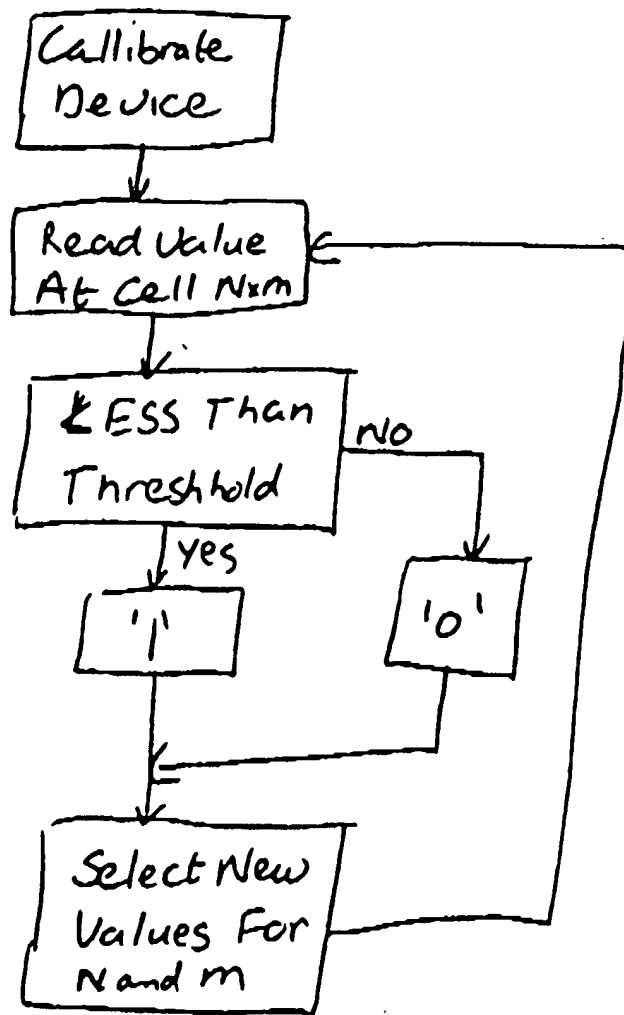 Callibrate
Device
Read Value
At Cell Nxm
LESS Than
Threshhold
No
Yes
'1'
'0'
Select New
Values For
N and m